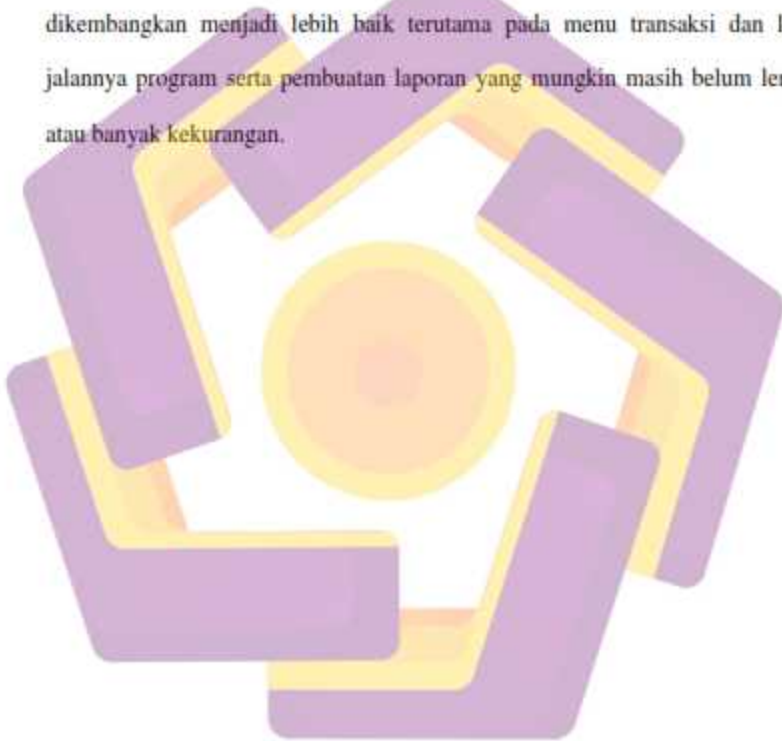 dikembangkan menjadi lebih baik terutama pada menu transaksi dan
jalannya program serta pembuatan laporan yang mungkin masih belum
atau banyak kekurangan.